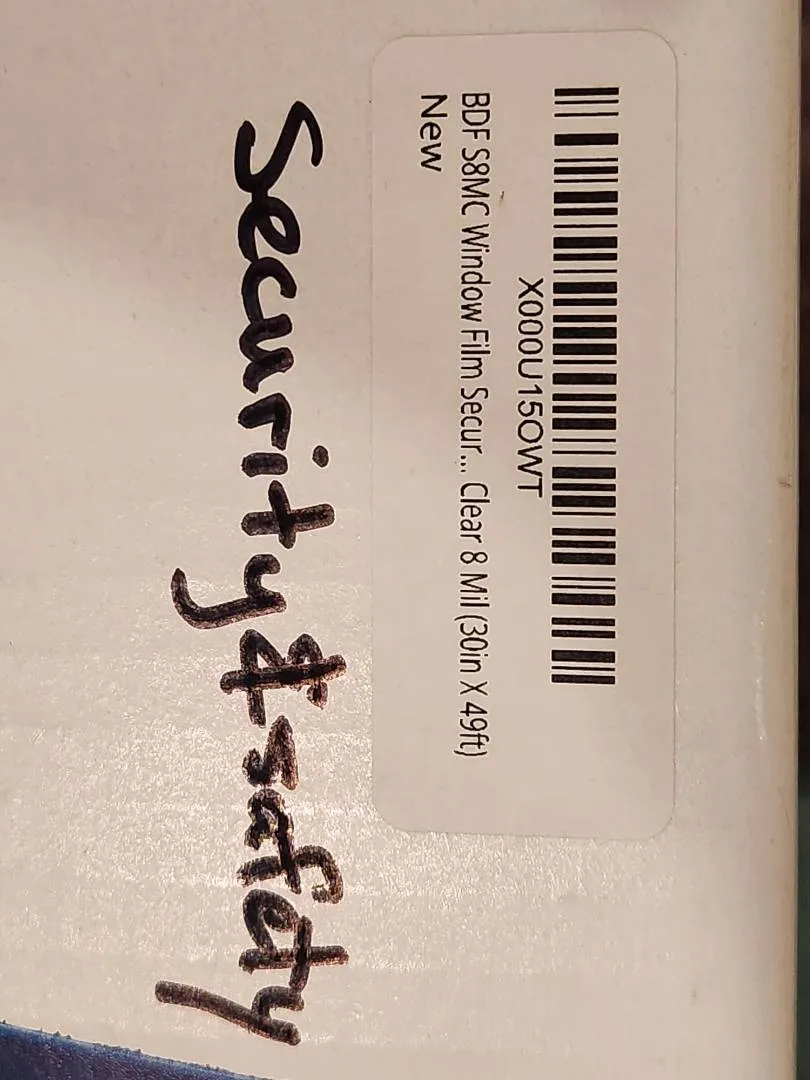 X000U15OWT
BDF S8MC Window Film Secur... Clear 8 Mil (30in X 49ft)
New
Security & safety